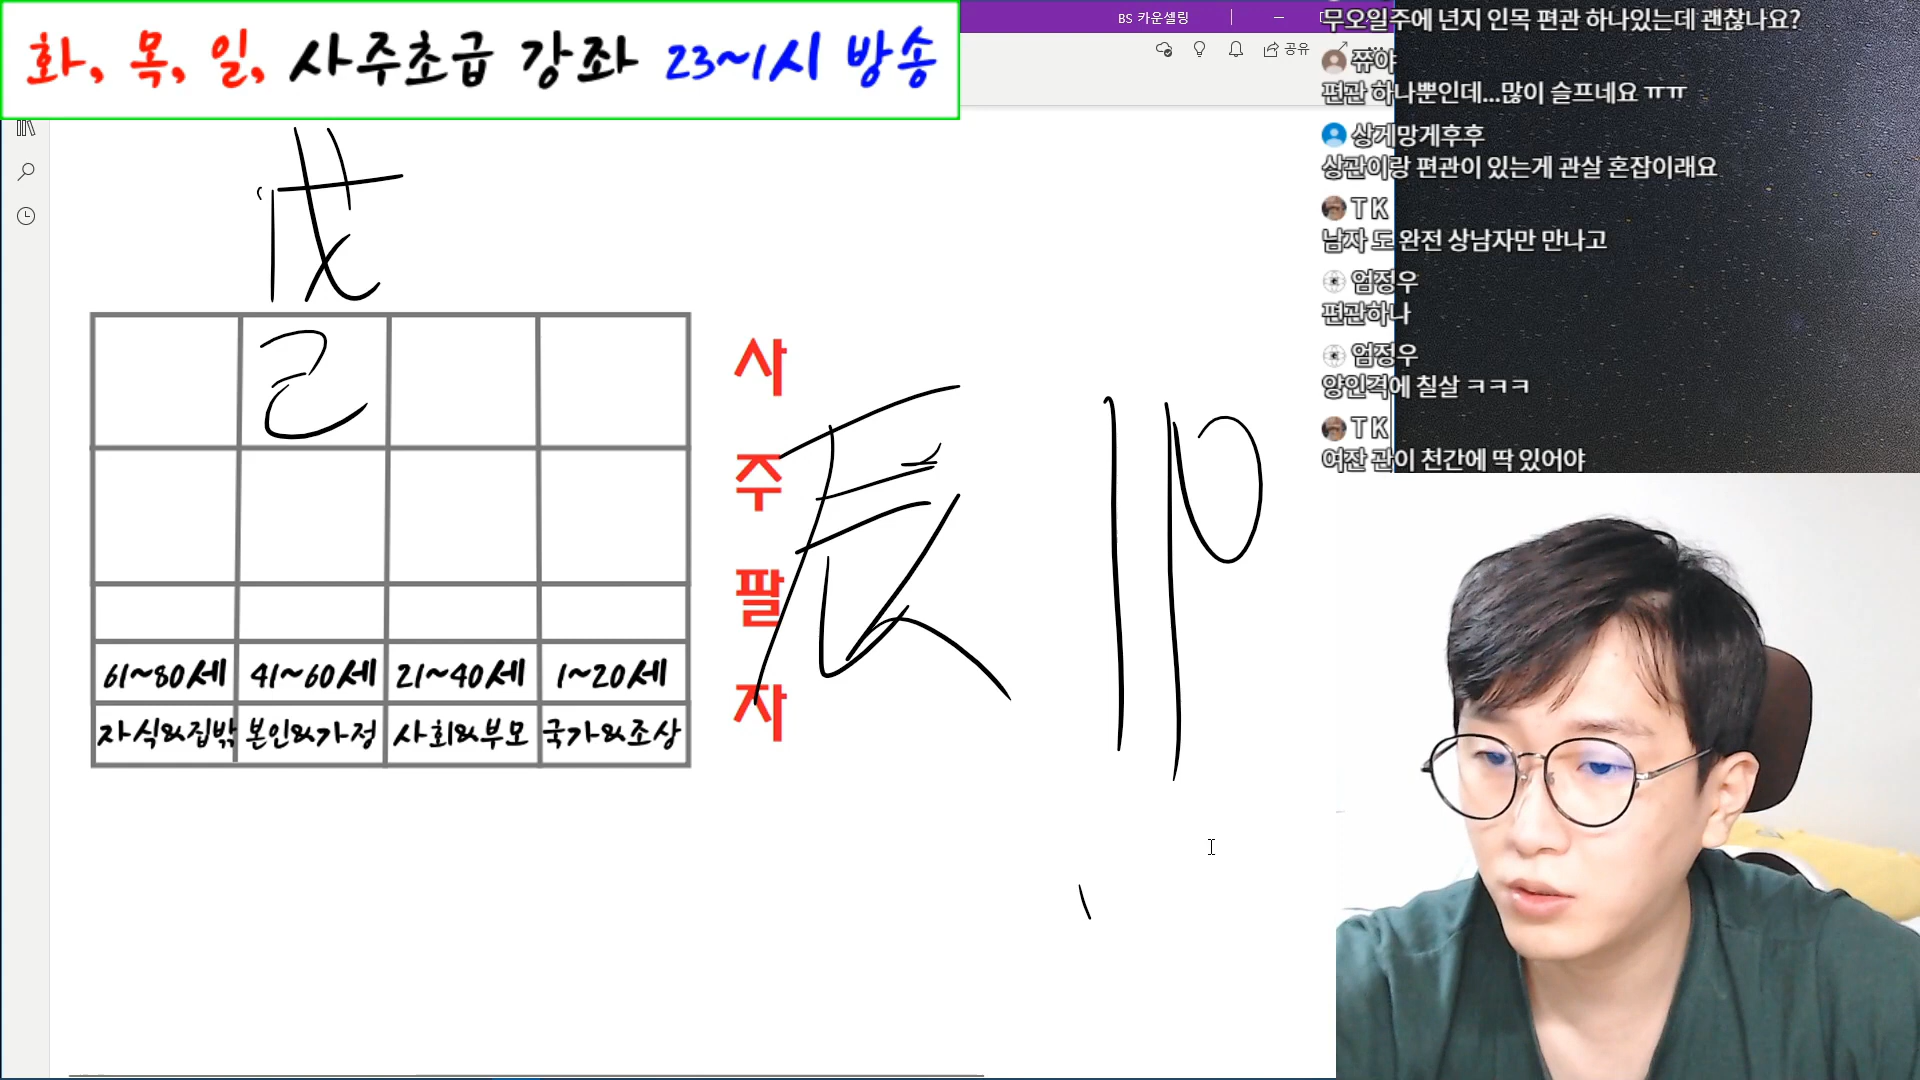 화, 목, 일, 사주초급 강좌 23~1시 방송
BS 카운셀링
공유
戊
己
사
주
팔
자
辰
61~80세 41~60세 21~40세 1~20세
자식&집밖 본인&가정 사회&부모 국가&조상
무오일주에 년지 인목 편관 하나있는데 괜찮나요?
쮸야
편관 하나뿐인데...많이 슬프네요 ㅠㅠ
상게망게후후
상관이랑 편관이 있는게 관살 혼잡이래요
T K
남자 도 완전 상남자만 만나고
엄정우
편관하나
엄정우
양인격에 칠살 ㅋㅋㅋ
T K
여잔 관이 천간에 딱 있어야